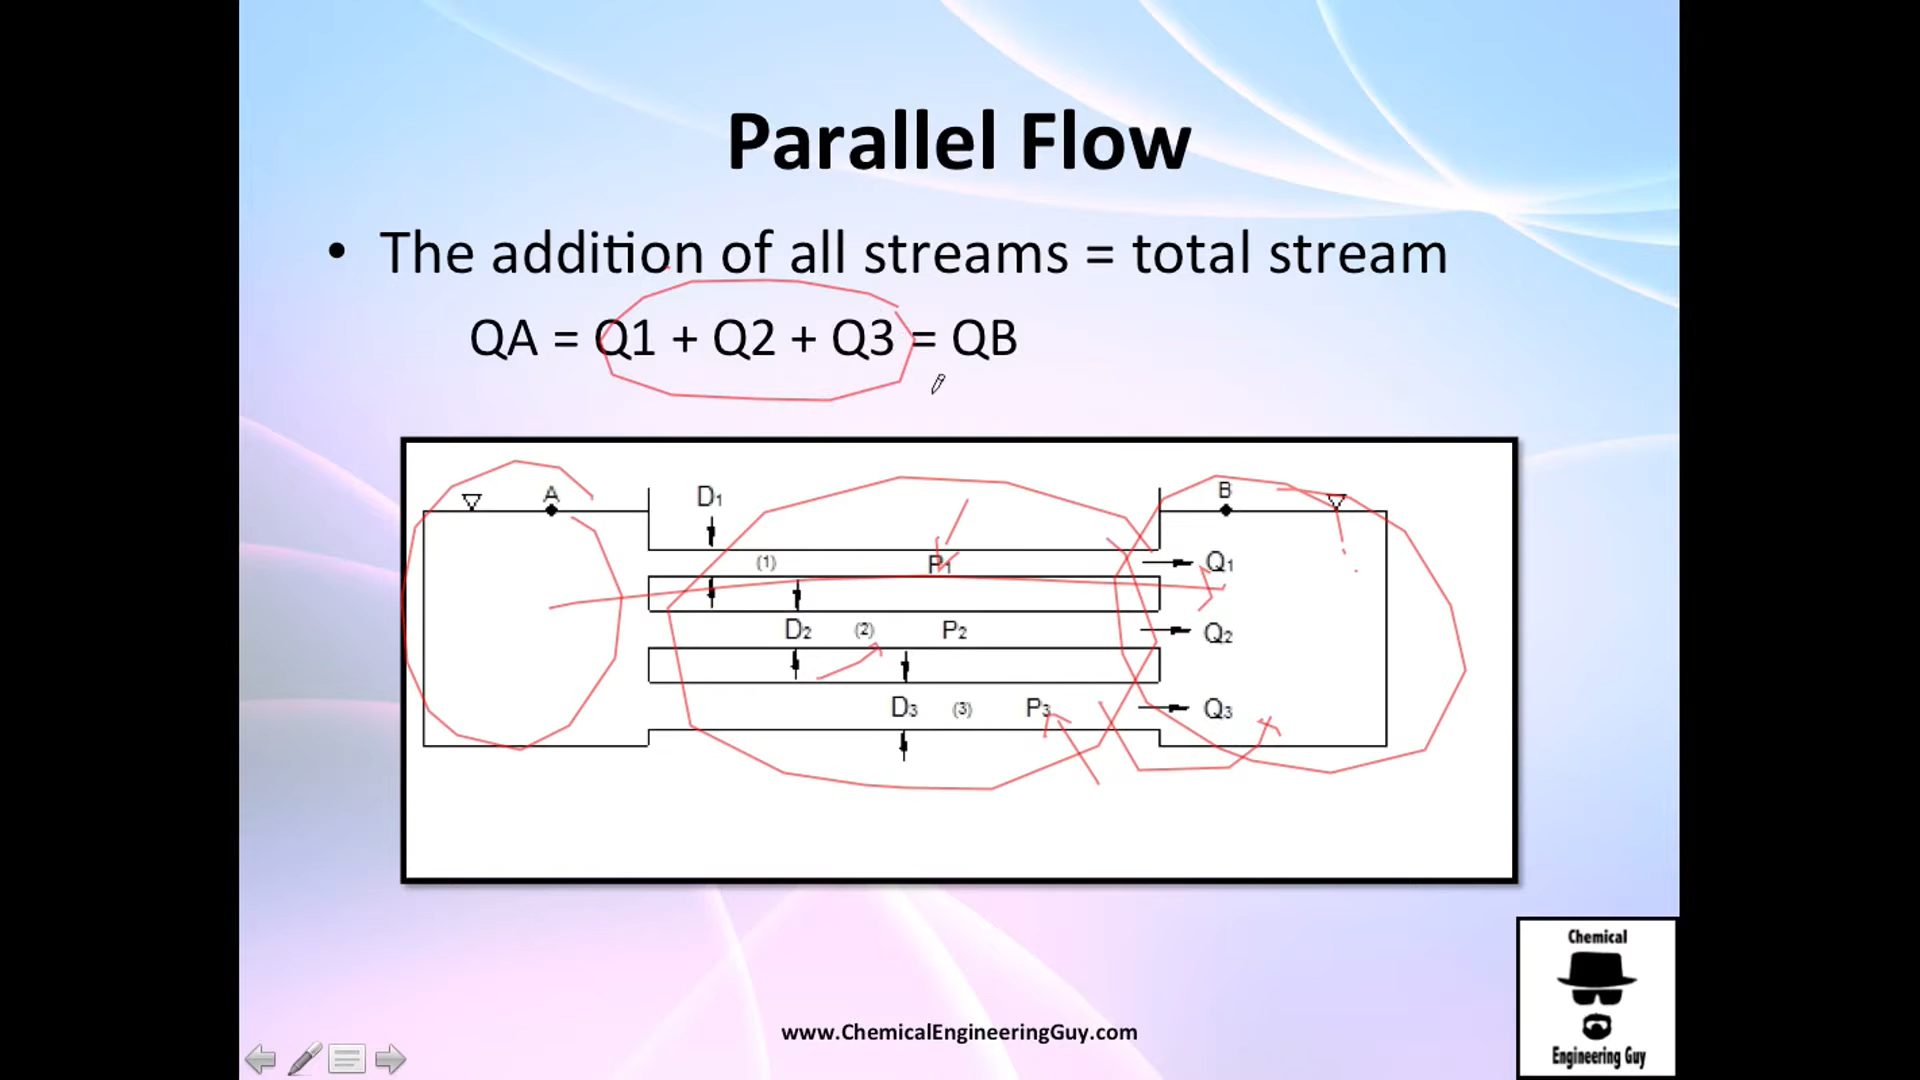 Parallel Flow
• The addition of all streams = total stream
QA = Q1 + Q2 + Q3 = QB
A
D1
B
(1)
P1
Q1
D2
(2)
P2
Q2
D3
(3)
P3
Q3
Chemical
Engineering Guy
www.ChemicalEngineeringGuy.com